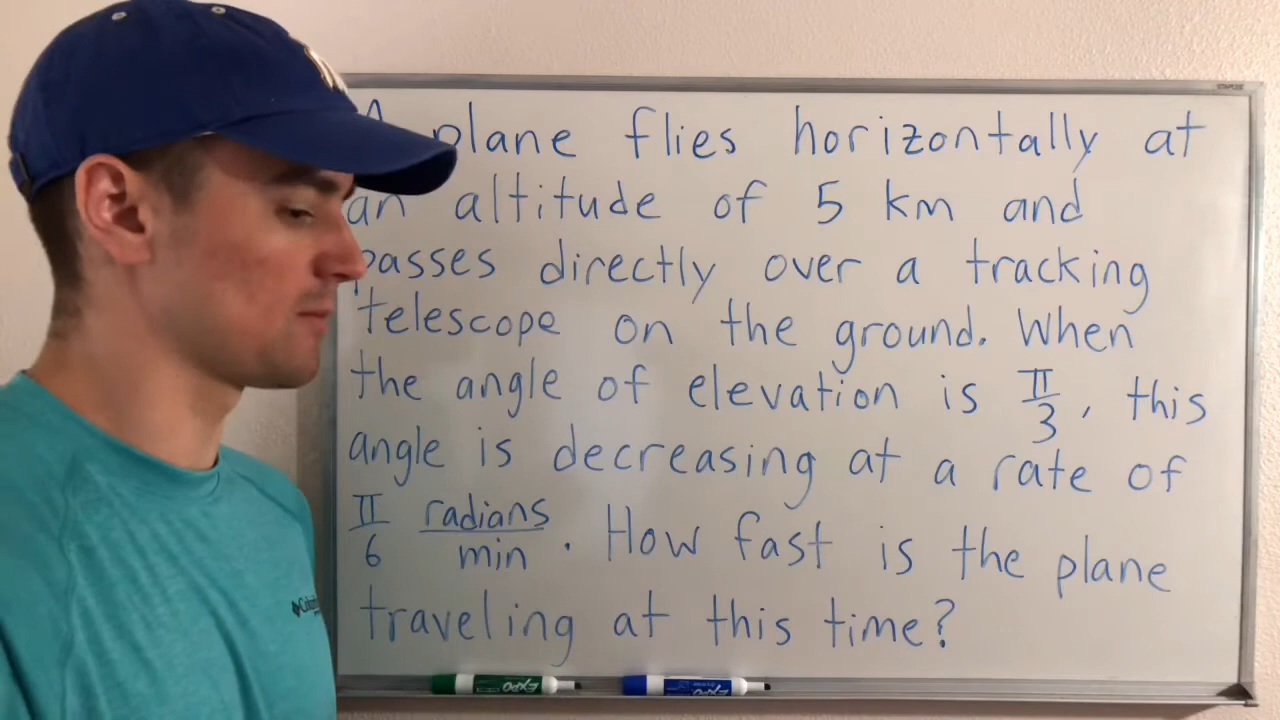 A plane flies horizontally at
an altitude of 5 km and
passes directly over a tracking
telescope on the ground. When
the angle of elevation is π/3, this
angle is decreasing at a rate of
π/6 radians/min. How fast is the plane
traveling at this time?
EXPO
EXPO